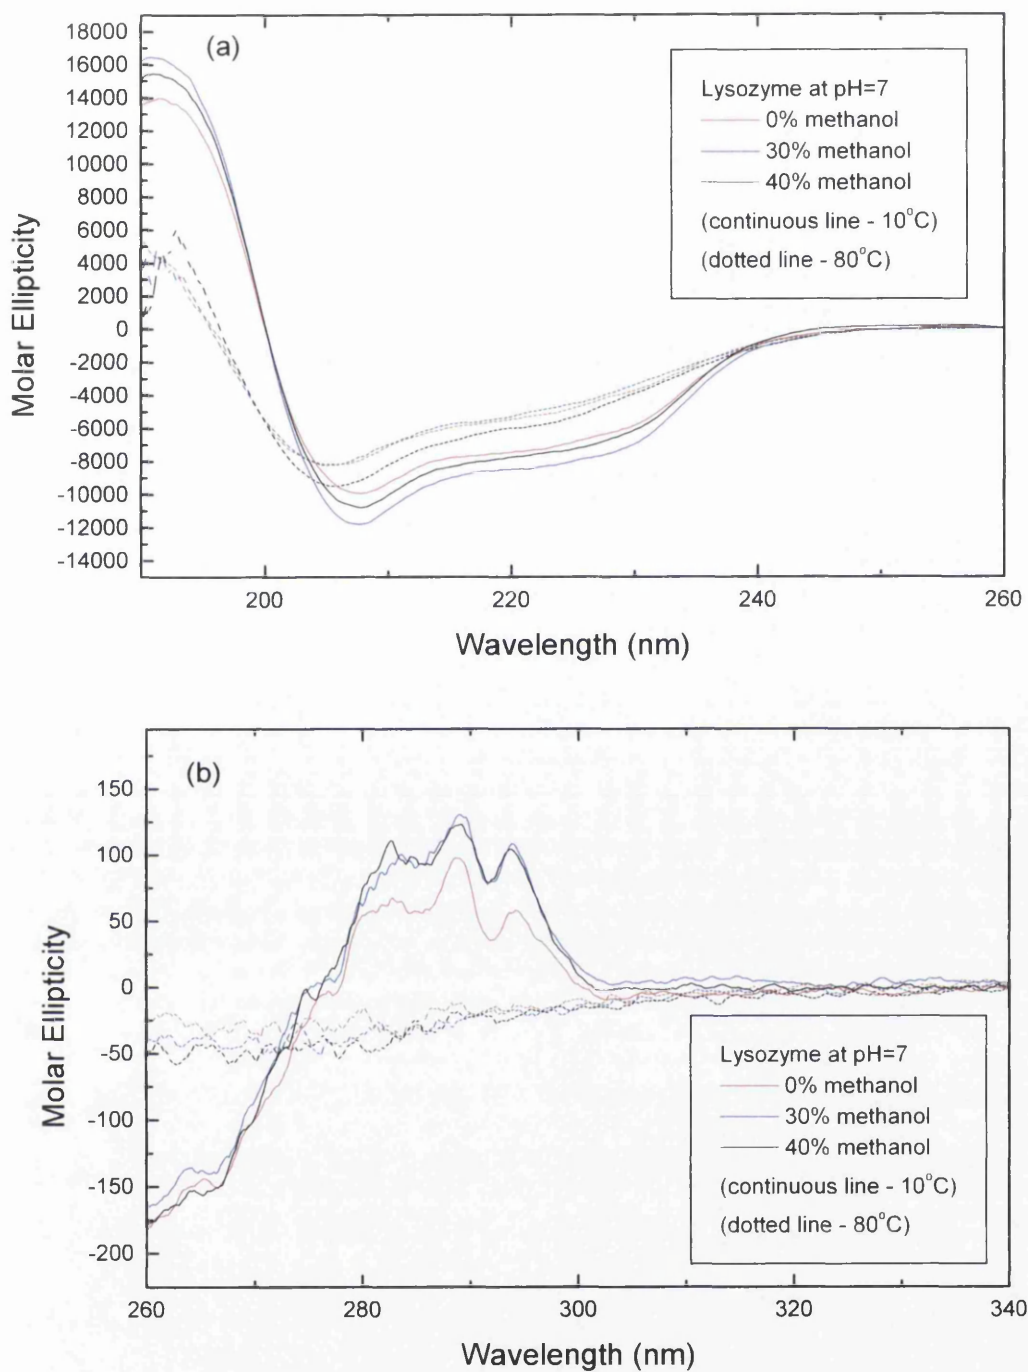 (a)
Molar Ellipticity
18000
16000
14000
12000
10000
8000
6000
4000
2000
0
-2000
-4000
-6000
-8000
-10000
-12000
-14000
Lysozyme at pH=7
0% methanol
30% methanol
40% methanol
(continuous line - 10°C)
(dotted line - 80°C)
200
220
240
260
Wavelength (nm)
(b)
Molar Ellipticity
150
100
50
0
-50
-100
-150
-200
Lysozyme at pH=7
0% methanol
30% methanol
40% methanol
(continuous line - 10°C)
(dotted line - 80°C)
260
280
300
320
340
Wavelength (nm)